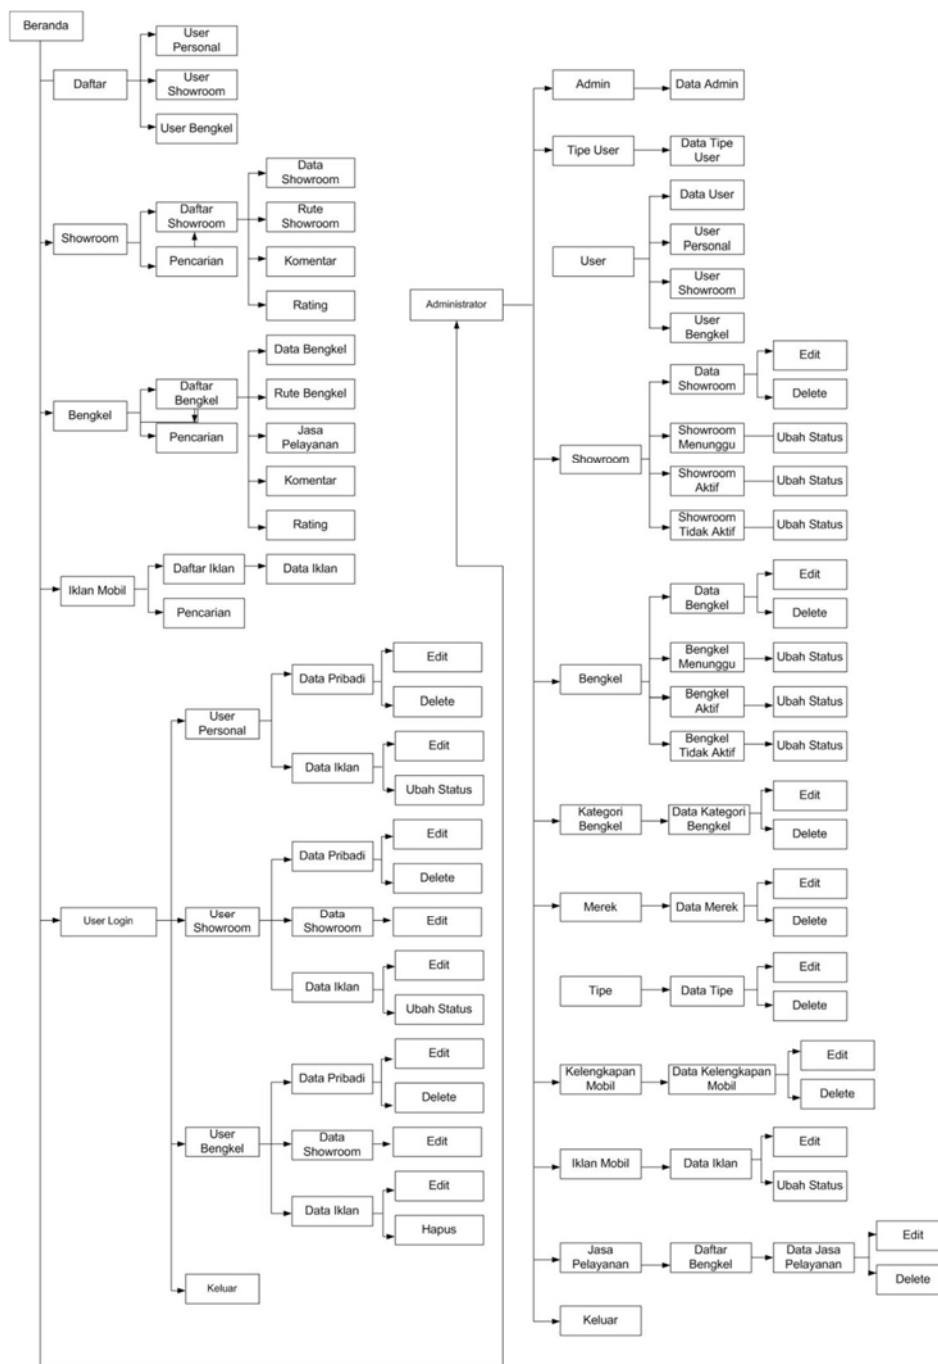 Beranda
Daftar
User
Personal
User
Showroom
User Bengkel
Showroom
Daftar
Showroom
Pencarian
Data
Showroom
Rute
Showroom
Komentar
Rating
Bengkel
Daftar
Bengkel
Pencarian
Data Bengkel
Rute Bengkel
Jasa
Pelayanan
Komentar
Rating
Iklan Mobil
Daftar Iklan
Data Iklan
Pencarian
User Login
User
Personal
Data Pribadi
Edit
Delete
Data Iklan
Edit
Ubah Status
User
Showroom
Data Pribadi
Edit
Delete
Data
Showroom
Edit
Data Iklan
Edit
Ubah Status
User
Bengkel
Data Pribadi
Edit
Delete
Data
Showroom
Edit
Data Iklan
Edit
Hapus
Keluar
Administrator
Admin
Data Admin
Tipe User
Data Tipe
User
User
Data User
User
Personal
User
Showroom
User
Bengkel
Showroom
Data
Showroom
Edit
Delete
Showroom
Menunggu
Ubah Status
Showroom
Aktif
Ubah Status
Showroom
Tidak Aktif
Ubah Status
Bengkel
Data
Bengkel
Edit
Delete
Bengkel
Menunggu
Ubah Status
Bengkel
Aktif
Ubah Status
Bengkel
Tidak Aktif
Ubah Status
Kategori
Bengkel
Data Kategori
Bengkel
Edit
Delete
Merek
Data Merek
Edit
Delete
Tipe
Data Tipe
Edit
Delete
Kelengkapan
Mobil
Data Kelengkapan
Mobil
Edit
Delete
Iklan Mobil
Data Iklan
Edit
Ubah Status
Jasa
Pelayanan
Daftar
Bengkel
Data Jasa
Pelayanan
Edit
Delete
Keluar